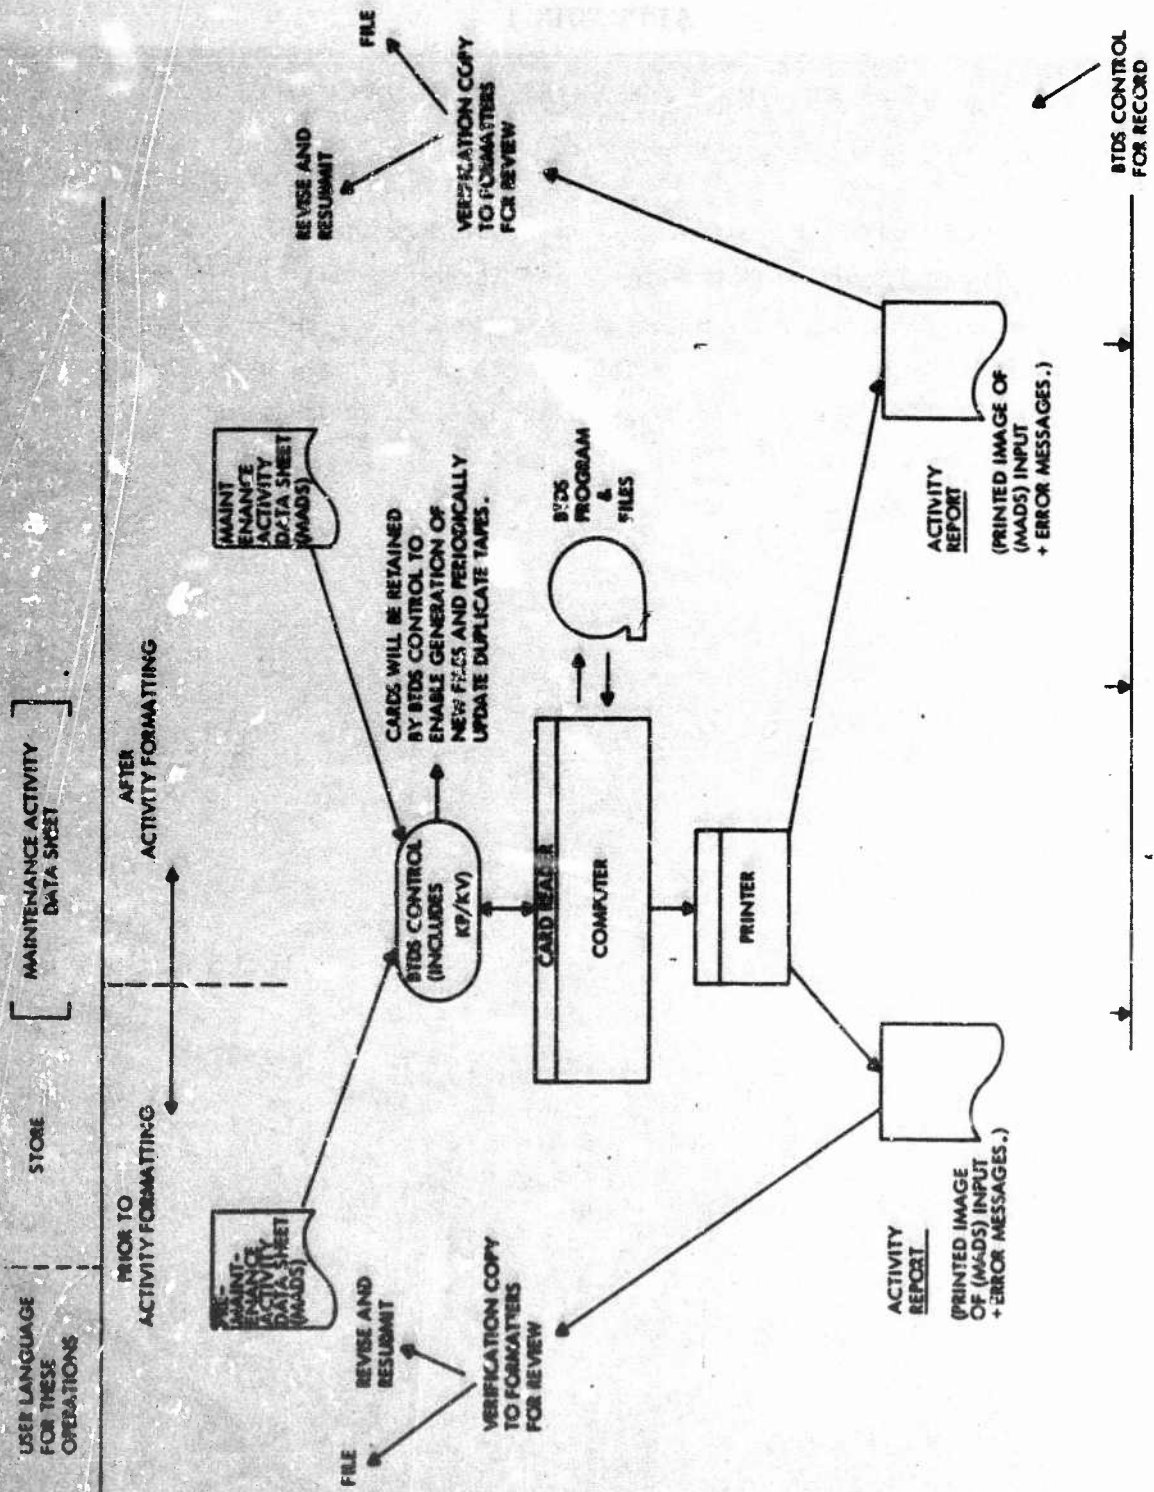 USER LANGUAGE
FOR THESE
OPERATIONS
STORE
[ MAINTENANCE ACTIVITY
DATA SHEET ] .
PRIOR TO
ACTIVITY FORMATTING
AFTER
ACTIVITY FORMATTING
PRE-
(MAINT-
ENANCE
ACTIVITY
DATA SHEET
(MADS)
MAINT
ENANCE
ACTIVITY
DATA SHEET
(MADS)
FILE
REVISE AND
RESUBMIT
VERIFICATION COPY
TO FORMATTERS
FOR REVIEW
BTDS CONTROL
(INCLUDES
KP/KV)
CARDS WILL BE RETAINED
BY BTDS CONTROL TO
ENABLE GENERATION OF
NEW FILES AND PERIODICALLY
UPDATE DUPLICATE TAPES.
REVISE AND
RESUBMIT
FILE
VERIFICATION COPY
TO FORMATTERS
FOR REVIEW
CARD READER
COMPUTER
BTDS
PROGRAM
&
FILES
PRINTER
ACTIVITY
REPORT
(PRINTED IMAGE
OF (MADS) INPUT
+ERROR MESSAGES.)
ACTIVITY
REPORT
(PRINTED IMAGE OF
(MADS) INPUT
+ ERROR MESSAGES.)
BTDS CONTROL
FOR RECORD